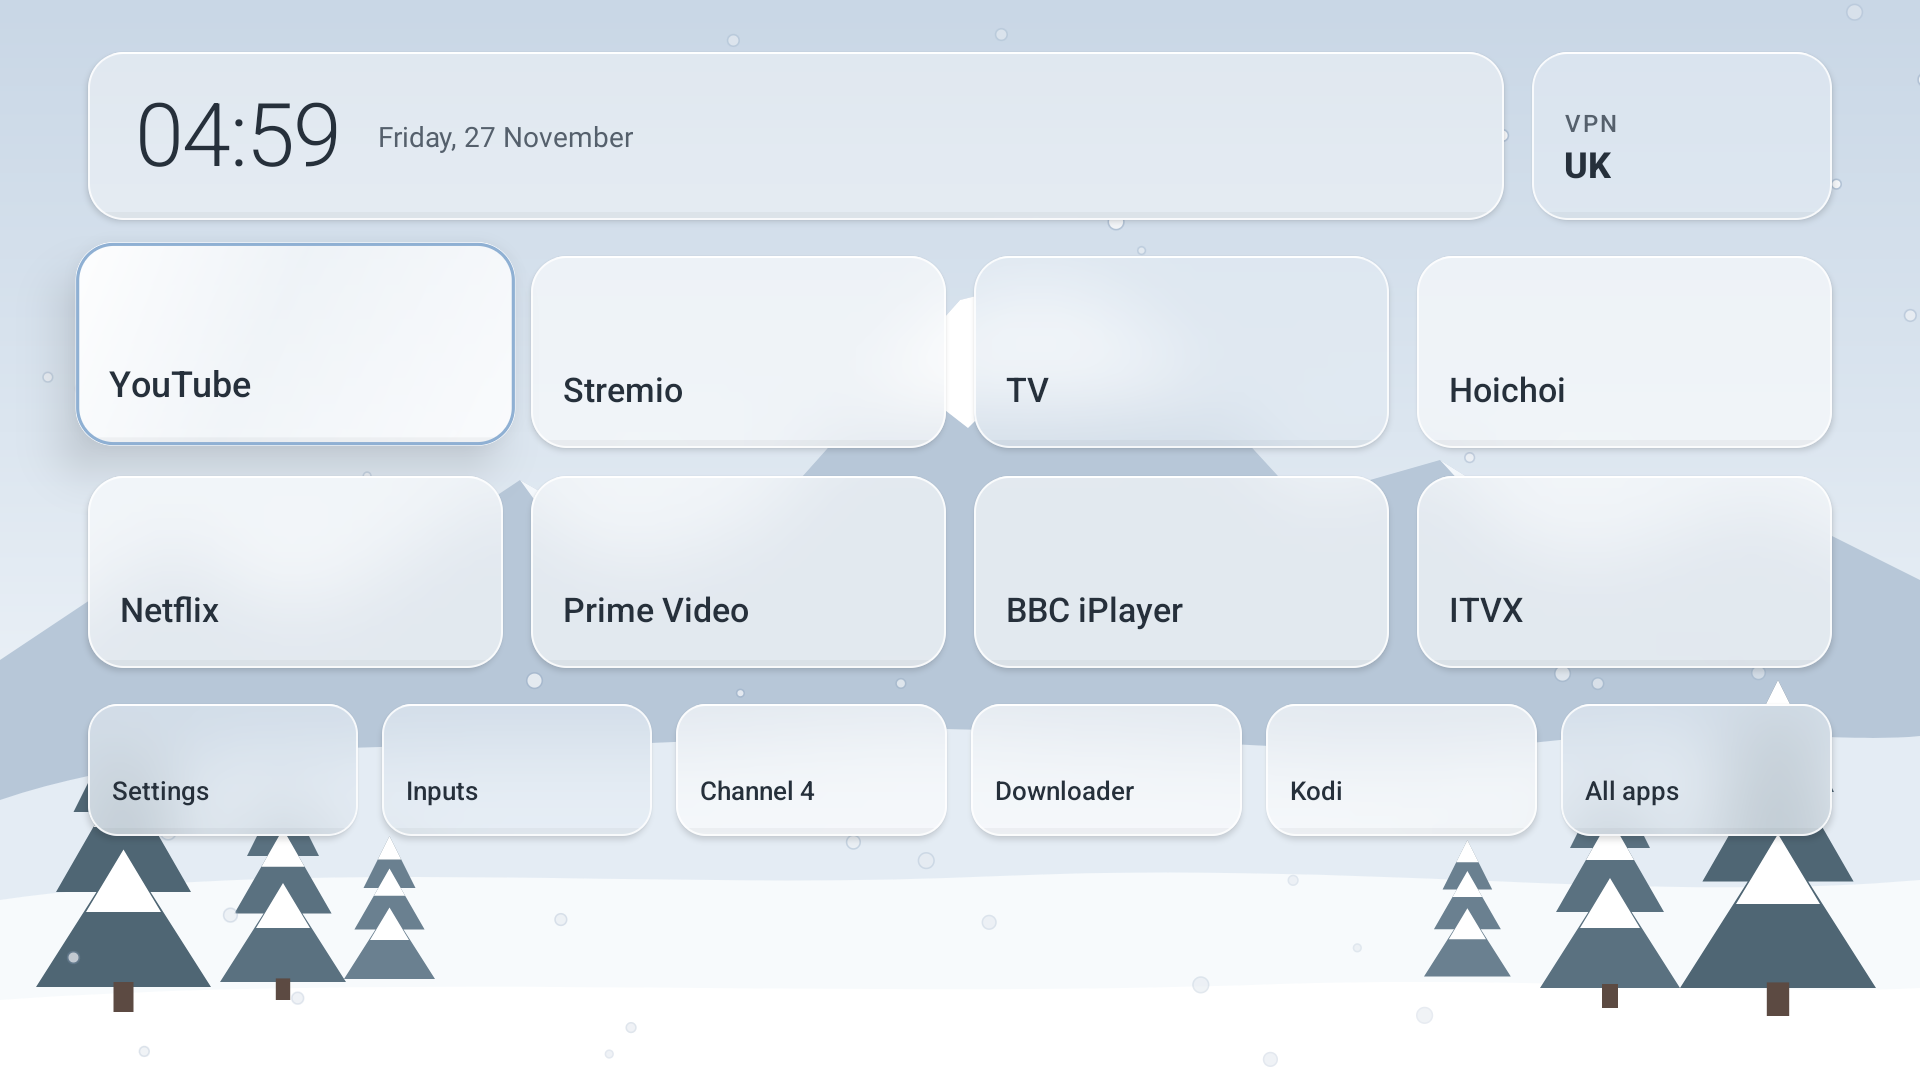 04:59
Friday, 27 November
VPN
UK
YouTube
Stremio
TV
Hoichoi
Netflix
Prime Video
BBC iPlayer
ITVX
Settings
Inputs
Channel 4
Downloader
Kodi
All apps